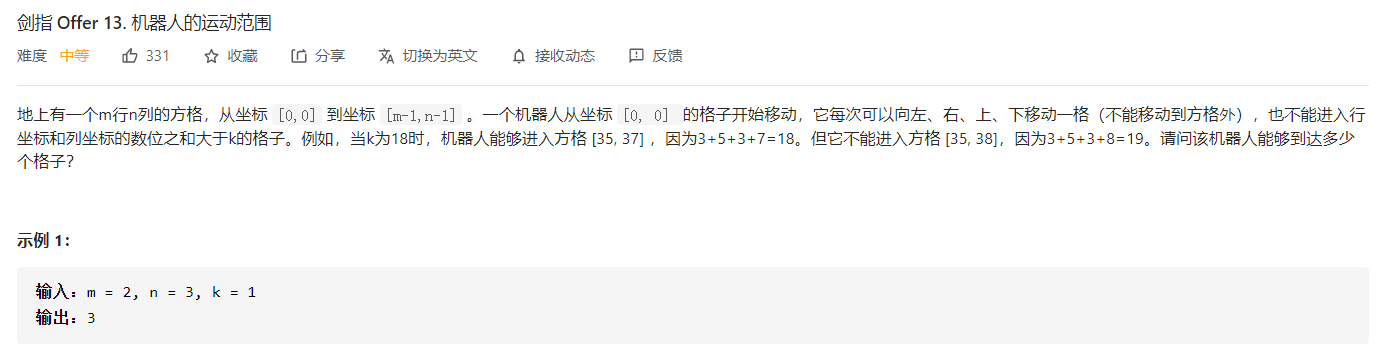 剑指 Offer 13. 机器人的运动范围
难度 中等 331 收藏 分享 切换为英文 接收动态 反馈
地上有一个m行n列的方格，从坐标 [0,0] 到坐标 [m-1,n-1] 。一个机器人从坐标 [0, 0] 的格子开始移动，它每次可以向左、右、上、下移动一格（不能移动到方格外），也不能进入行
坐标和列坐标的数位之和大于k的格子。例如，当k为18时，机器人能够进入方格 [35, 37] ，因为3+5+3+7=18。但它不能进入方格 [35, 38]，因为3+5+3+8=19。请问该机器人能够到达多少
个格子？
示例 1：
输入：m = 2, n = 3, k = 1
输出：3